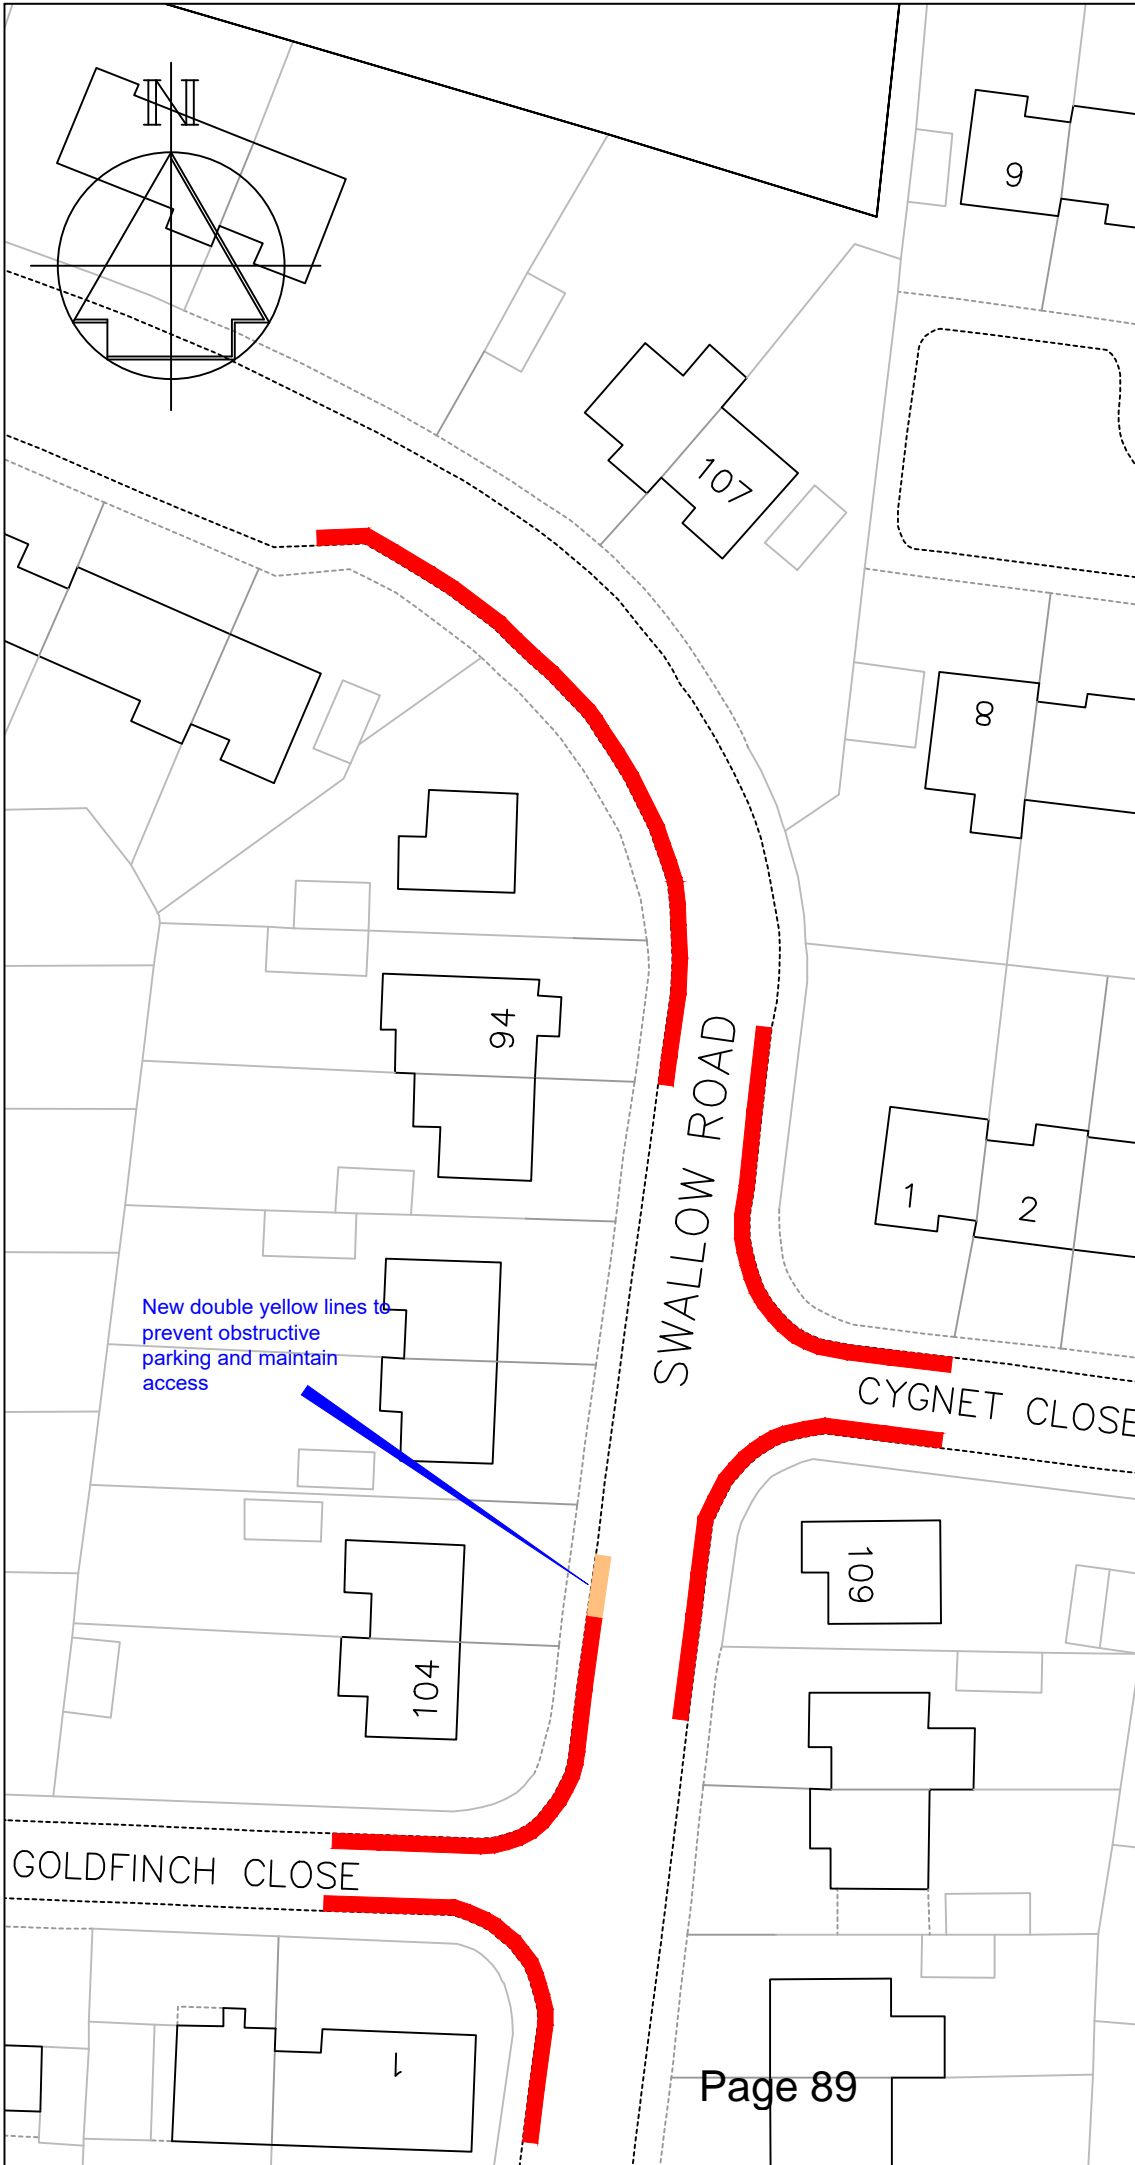 N
9
107
8
94
SWALLOW ROAD
1
2
New double yellow lines to
prevent obstructive
parking and maintain
access
CYGNET CLOSE
109
104
GOLDFINCH CLOSE
1
Page 89